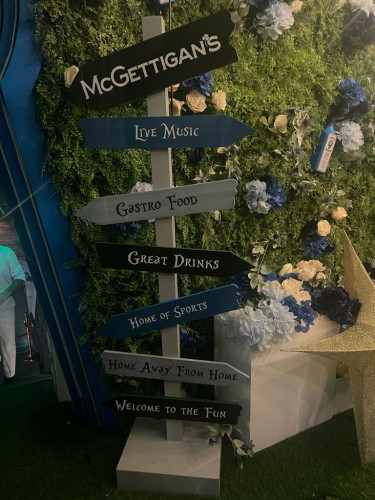 McGettigan's
Live Music
Gastro Food
Great Drinks
Home of Sports
Home Away From Home
Welcome to the Fun